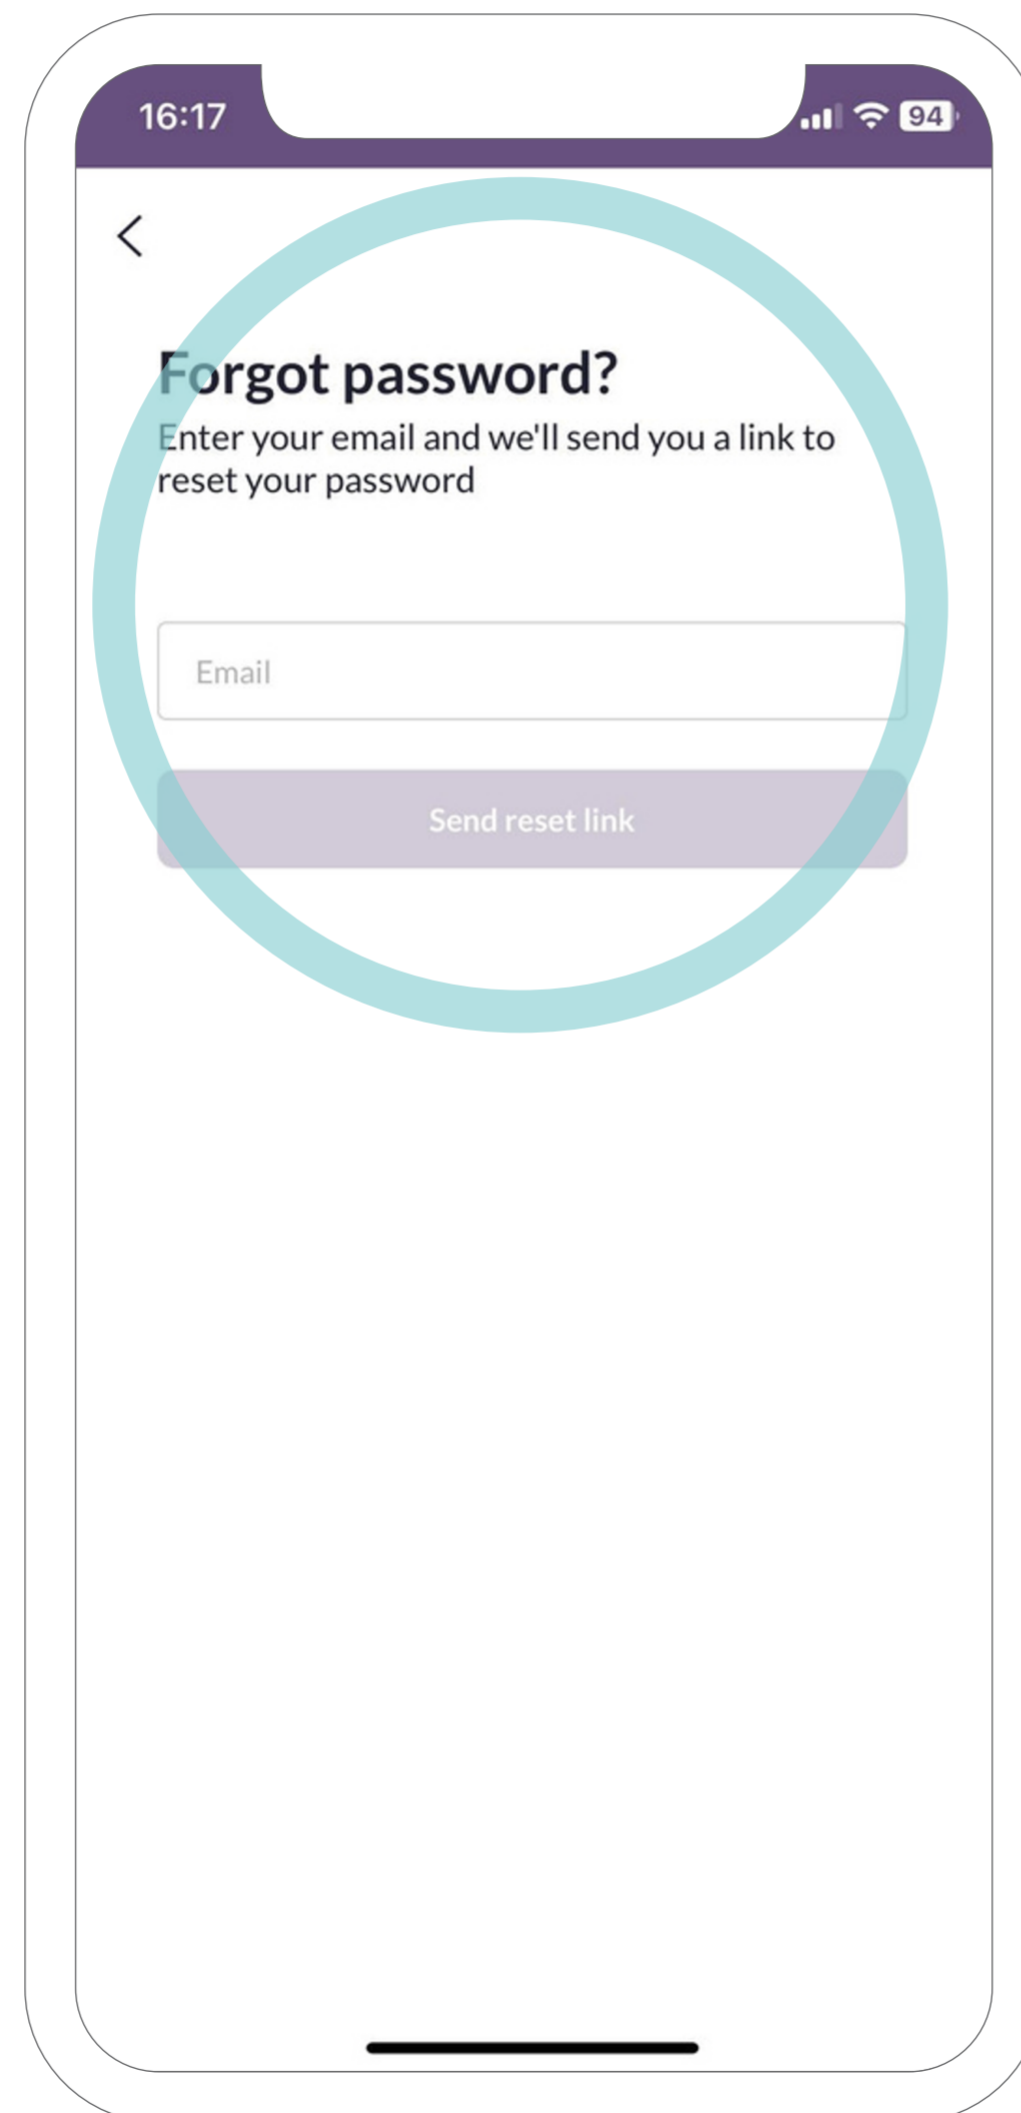 16:17
94
Forgot password?
Enter your email and we'll send you a link to
reset your password
Email
Send reset link